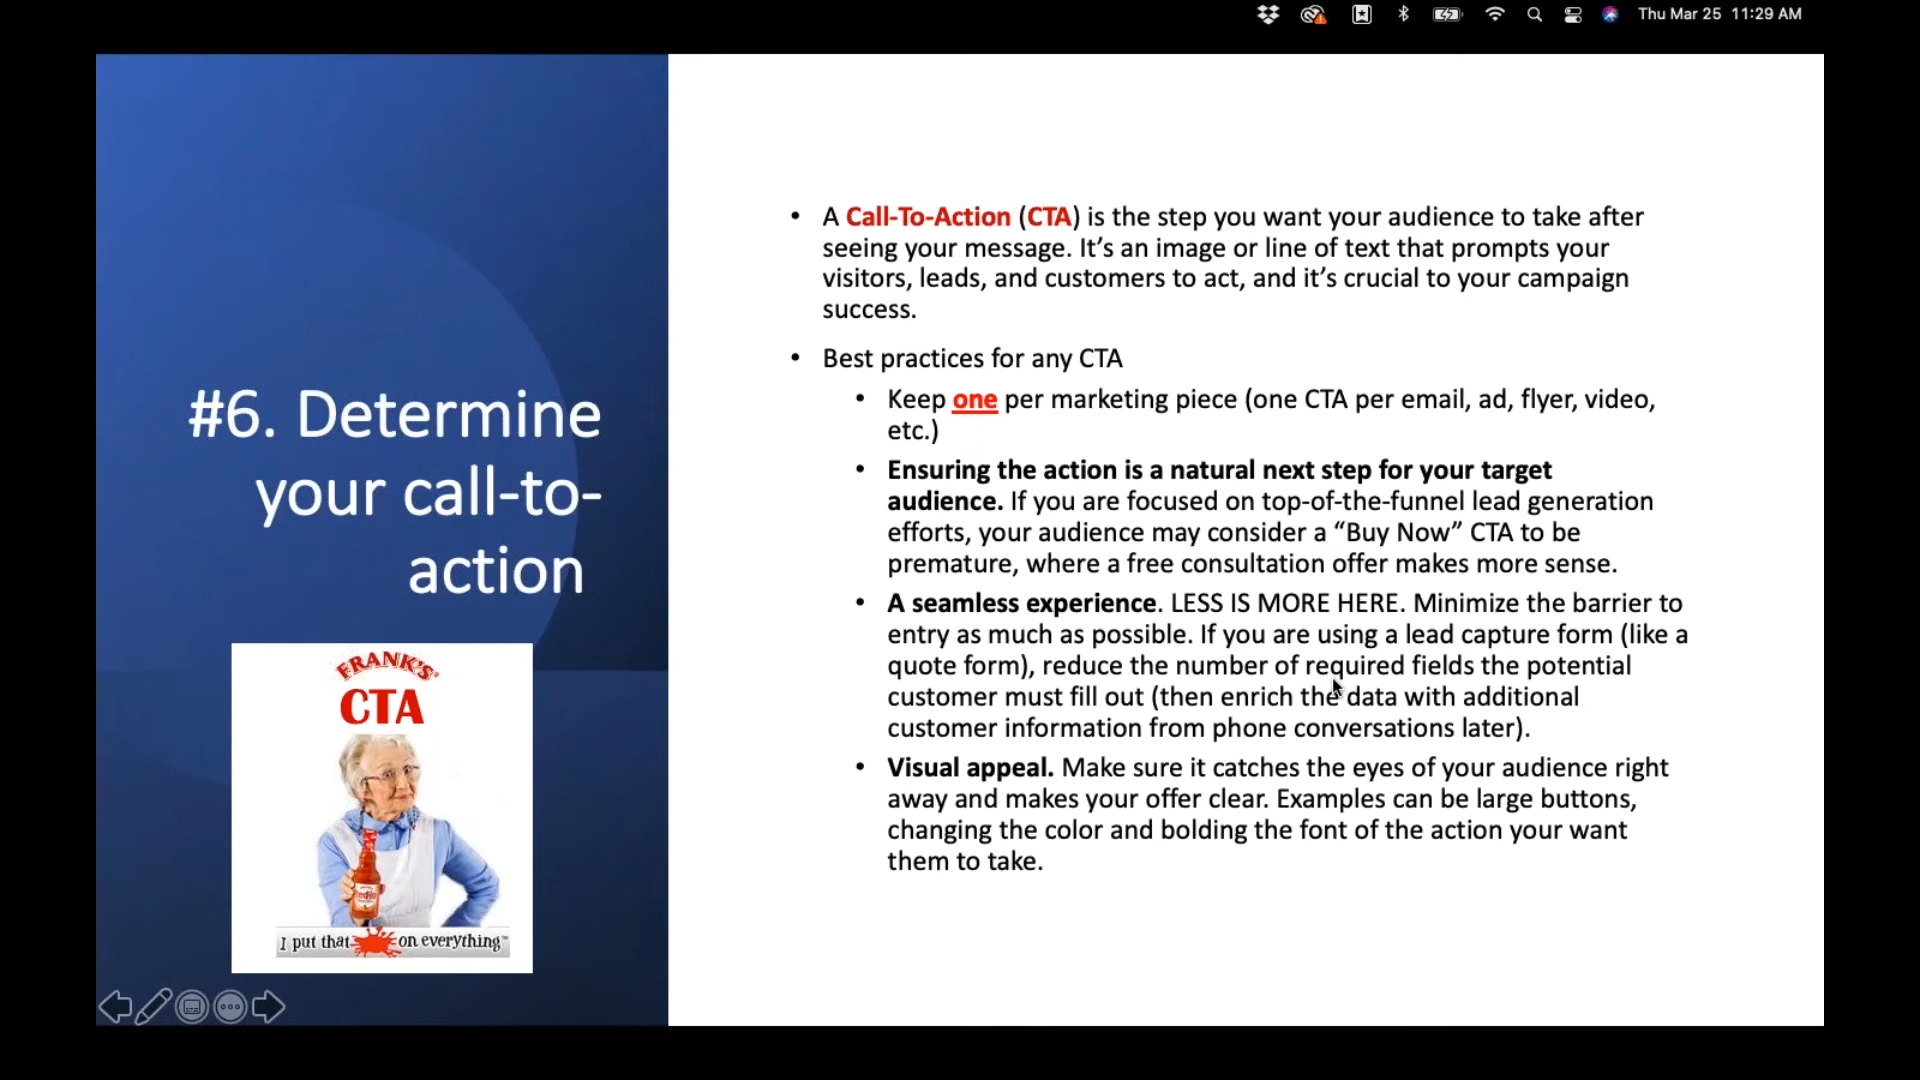 Thu Mar 25 11:29 AM
#6. Determine
your call-to-
action
FRANK'S
CTA
I put that on everything™
• A Call-To-Action (CTA) is the step you want your audience to take after
seeing your message. It’s an image or line of text that prompts your
visitors, leads, and customers to act, and it’s crucial to your campaign
success.
• Best practices for any CTA
• Keep one per marketing piece (one CTA per email, ad, flyer, video,
etc.)
• Ensuring the action is a natural next step for your target
audience. If you are focused on top-of-the-funnel lead generation
efforts, your audience may consider a “Buy Now” CTA to be
premature, where a free consultation offer makes more sense.
• A seamless experience. LESS IS MORE HERE. Minimize the barrier to
entry as much as possible. If you are using a lead capture form (like a
quote form), reduce the number of required fields the potential
customer must fill out (then enrich the data with additional
customer information from phone conversations later).
• Visual appeal. Make sure it catches the eyes of your audience right
away and makes your offer clear. Examples can be large buttons,
changing the color and bolding the font of the action your want
them to take.